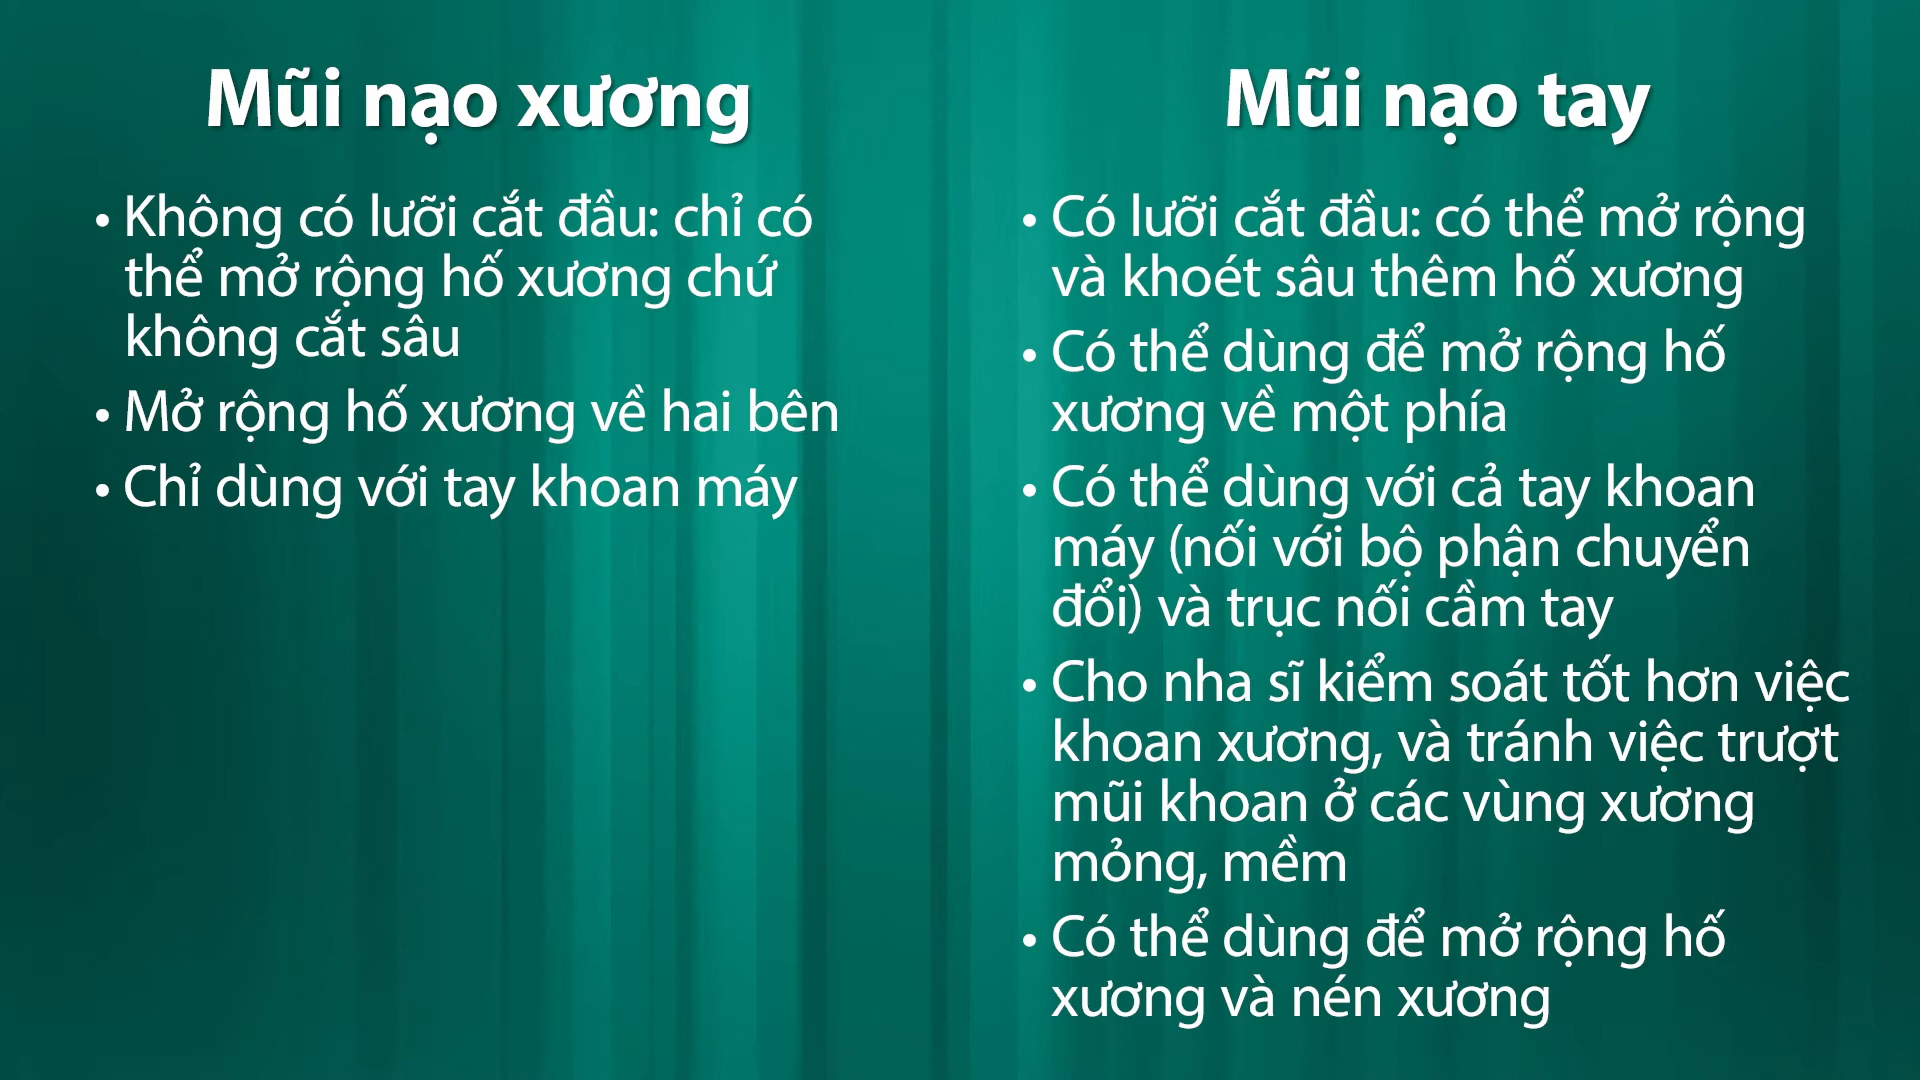 Mũi nạo xương
• Không có lưỡi cắt đầu: chỉ có
thể mở rộng hố xương chứ
không cắt sâu
• Mở rộng hố xương về hai bên
• Chỉ dùng với tay khoan máy
Mũi nạo tay
• Có lưỡi cắt đầu: có thể mở rộng
và khoét sâu thêm hố xương
• Có thể dùng để mở rộng hố
xương về một phía
• Có thể dùng với cả tay khoan
máy (nối với bộ phận chuyển
đổi) và trục nối cầm tay
• Cho nha sĩ kiểm soát tốt hơn việc
khoan xương, và tránh việc trượt
mũi khoan ở các vùng xương
mỏng, mềm
• Có thể dùng để mở rộng hố
xương và nén xương